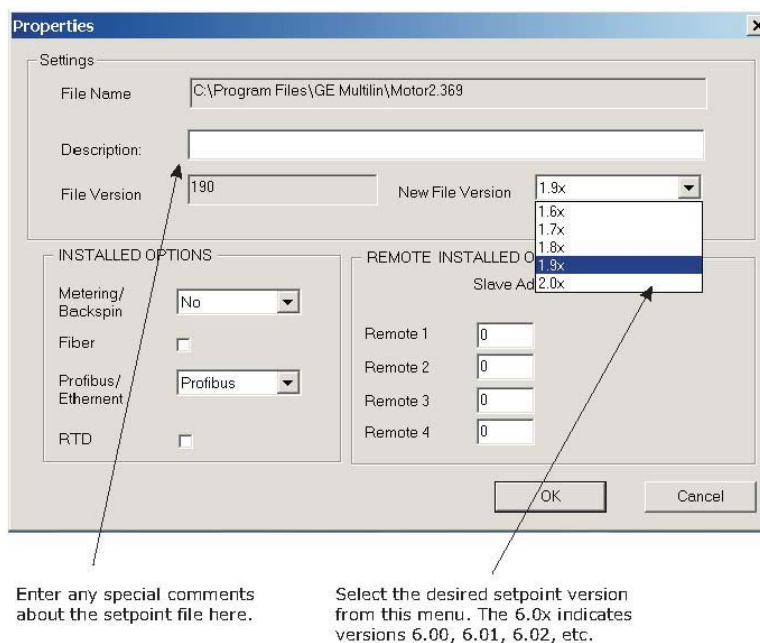 Properties
Settings
File Name
C:\Program Files\GE Multilin\Motor2.369
Description:
File Version
190
New File Version
1.9x
1.6x
1.7x
1.8x
1.9x
2.0x
INSTALLED OPTIONS
Metering/
Backspin
No
Fiber
Profibus/
Ethernent
Profibus
RTD
REMOTE INSTALLED O
Slave Ad
Remote 1
0
Remote 2
0
Remote 3
0
Remote 4
0
OK
Cancel
Enter any special comments
about the setpoint file here.
Select the desired setpoint version
from this menu. The 6.0x indicates
versions 6.00, 6.01, 6.02, etc.